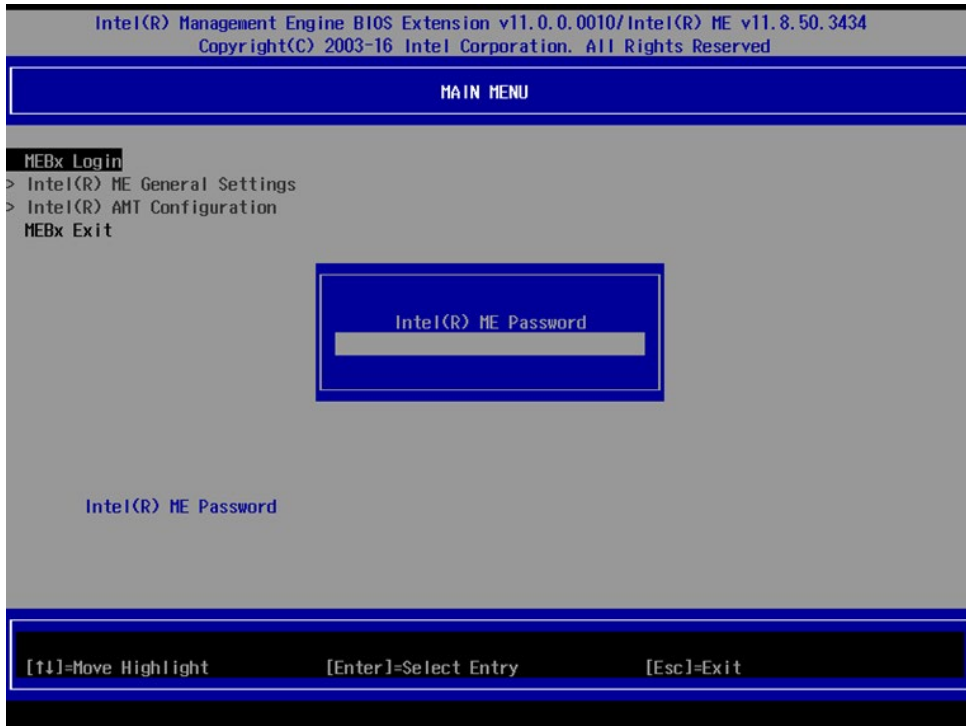 Intel(R) Management Engine BIOS Extension v11.0.0.0010/Intel(R) ME v11.8.50.3434
Copyright(C) 2003-16 Intel Corporation. All Rights Reserved
MAIN MENU
MEBx Login
> Intel(R) ME General Settings
> Intel(R) AMT Configuration
MEBx Exit
Intel(R) ME Password
Intel(R) ME Password
[↑↓]=Move Highlight [Enter]=Select Entry [Esc]=Exit